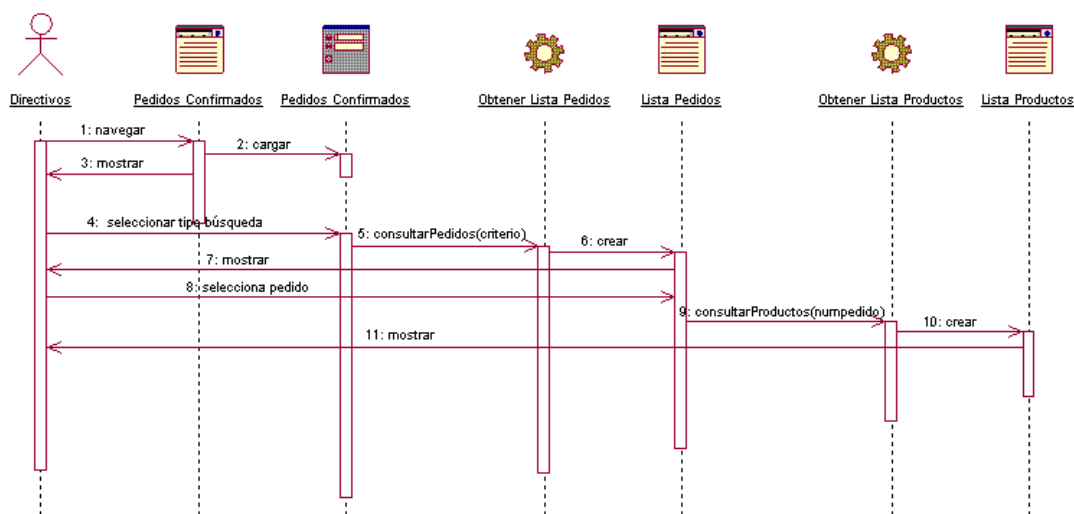 Directivos
Pedidos Confirmados
Pedidos Confirmados
Obtener Lista Pedidos
Lista Pedidos
Obtener Lista Productos
Lista Productos
1: navegar
2: cargar
3: mostrar
4: seleccionar tipo búsqueda
5: consultarPedidos(criterio)
6: crear
7: mostrar
8: selecciona pedido
9: consultarProductos(numpedido)
10: crear
11: mostrar